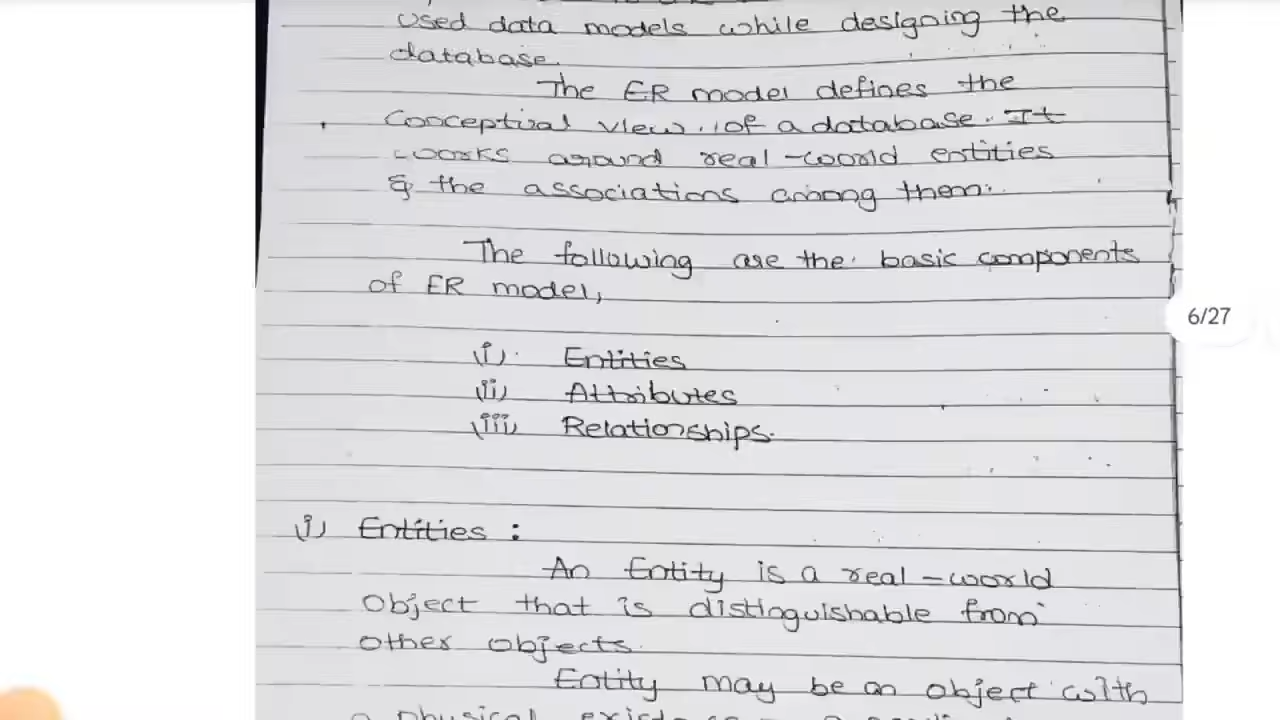 used data models while designing the
database.
The ER model defines the
Conceptual view of a database. It
works around real-world entities
& the associations among them.
The following are the basic components
of ER model,
(i) Entities
(ii) Attributes
(iii) Relationships.
6/27
(i) Entities :
An Entity is a real-world
object that is distinguishable from
other objects.
Entity may be an object with
a physical